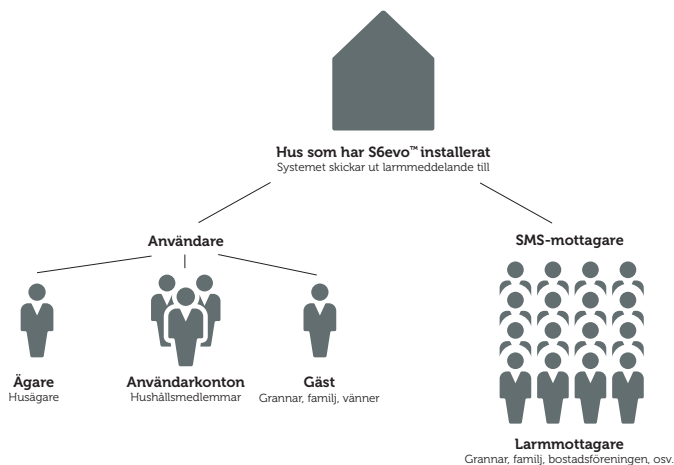 Hus som har S6evo™ installerat
Systemet skickar ut larmmeddelande till
Användare
SMS-mottagare
Ägare
Husägare
Användarkonton
Hushållsmedlemmar
Gäst
Grannar, familj, vänner
Larmmottagare
Grannar, familj, bostadsföreningen, osv.